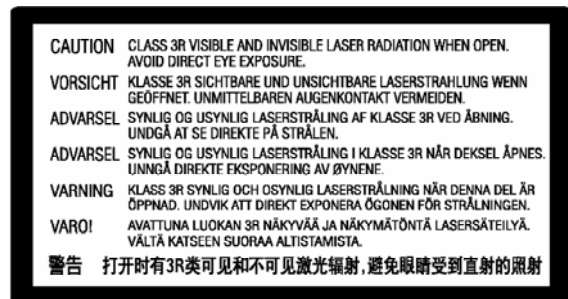 CAUTION CLASS 3R VISIBLE AND INVISIBLE LASER RADIATION WHEN OPEN.
AVOID DIRECT EYE EXPOSURE.
VORSICHT KLASSE 3R SICHTBARE UND UNSICHTBARE LASERSTRAHLUNG WENN
GEÖFFNET. UNMITTELBAREN AUGENKONTAKT VERMEIDEN.
ADVARSEL SYNLIG OG USYNLIG LASERSTRÅLING AF KLASSE 3R VED ÅBNING.
UNDGÅ AT SE DIREKTE PÅ STRÅLEN.
ADVARSEL SYNLIG OG USYNLIG LASERSTRÅLING I KLASSE 3R NÅR DEKSEL ÅPNES.
UNNGÅ DIREKTE EKSPONERING AV ØYNENE.
VARNING KLASS 3R SYNLIG OCH OSYNLIG LASERSTRÅLNING NÄR DENNA DEL ÄR
ÖPPNAD. UNDVIK ATT DIREKT EXPONERA ÖGONEN FÖR STRÅLNINGEN.
VARO! AVATTUNA LUOKAN 3R NÄKYVÄÄ JA NÄKYMÄTÖNTÄ LASERSÄTEILYÄ.
VÄLTÄ KATSEEN SUORAA ALTISTAMISTA.
警告 打开时有3R类可见和不可见激光辐射,避免眼睛受到直射的照射